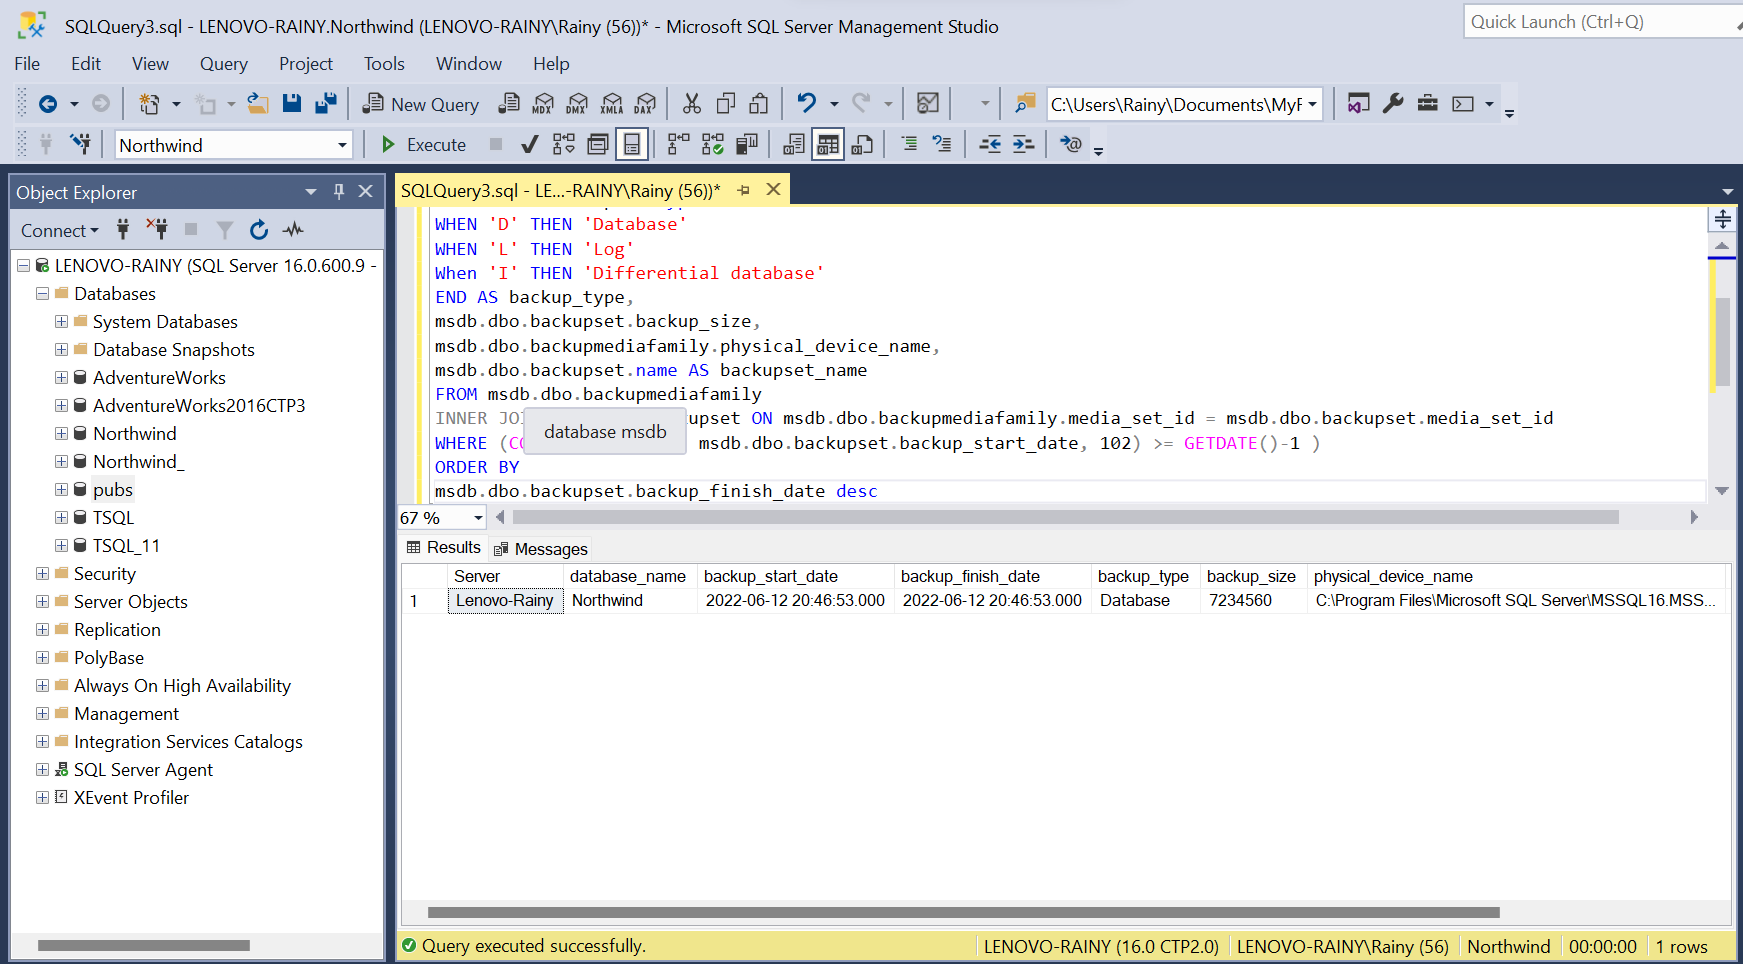 SQLQuery3.sql - LENOVO-RAINY.Northwind (LENOVO-RAINY\Rainy (56))* - Microsoft SQL Server Management Studio
Quick Launch (Ctrl+Q)
File Edit View Query Project Tools Window Help
New Query MDX DMX XMLA DAX C:\Users\Rainy\Documents\MyF
Northwind Execute
Object Explorer
Connect
LENOVO-RAINY (SQL Server 16.0.600.9 -
Databases
System Databases
Database Snapshots
AdventureWorks
AdventureWorks2016CTP3
Northwind
Northwind_
pubs
TSQL
TSQL_11
Security
Server Objects
Replication
PolyBase
Always On High Availability
Management
Integration Services Catalogs
SQL Server Agent
XEvent Profiler
SQLQuery3.sql - LE...-RAINY\Rainy (56))*
WHEN 'D' THEN 'Database'
WHEN 'L' THEN 'Log'
When 'I' THEN 'Differential database'
END AS backup_type,
msdb.dbo.backupset.backup_size,
msdb.dbo.backupmediafamily.physical_device_name,
msdb.dbo.backupset.name AS backupset_name
FROM msdb.dbo.backupmediafamily
INNER JOI upset ON msdb.dbo.backupmediafamily.media_set_id = msdb.dbo.backupset.media_set_id
database msdb
WHERE (CO msdb.dbo.backupset.backup_start_date, 102) >= GETDATE()-1 )
ORDER BY
msdb.dbo.backupset.backup_finish_date desc
67 %
Results Messages
Server database_name backup_start_date backup_finish_date backup_type backup_size physical_device_name
1 Lenovo-Rainy Northwind 2022-06-12 20:46:53.000 2022-06-12 20:46:53.000 Database 7234560 C:\Program Files\Microsoft SQL Server\MSSQL16.MSS...
Query executed successfully. LENOVO-RAINY (16.0 CTP2.0) LENOVO-RAINY\Rainy (56) Northwind 00:00:00 1 rows